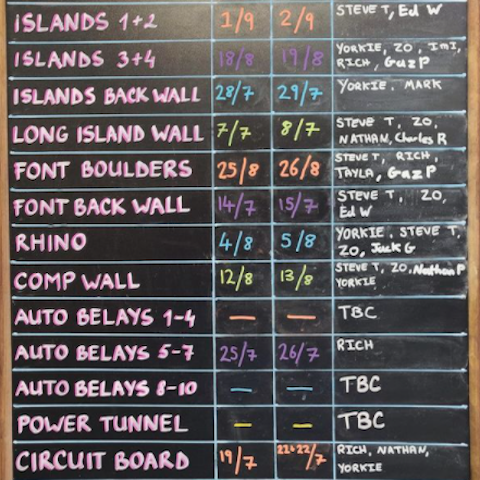 ISLANDS 1+2 1/9 2/9 STEVE T, Ed W
ISLANDS 3+4 18/8 19/8 YORKIE, ZO, ImI,
RICH, GazP
ISLANDS BACK WALL 28/7 29/7 YORKIE, MARK
LONG ISLAND WALL 7/7 8/7 STEVE T, ZO,
NATHAN, Charles R
FONT BOULDERS 25/8 26/8 STEVE T, RICH,
TAYLA, GazP
FONT BACK WALL 14/7 15/7 STEVE T, ZO,
Ed W
RHINO 4/8 5/8 YORKIE, STEVE T,
ZO, Jack G
COMP WALL 12/8 13/8 STEVE T, ZO, Nathan P
YORKIE
AUTO BELAYS 1-4 — — TBC
AUTO BELAYS 5-7 25/7 26/7 RICH
AUTO BELAYS 8-10 — — TBC
POWER TUNNEL — — TBC
CIRCUIT BOARD 19/7 21+22/7 RICH, NATHAN,
YORKIE